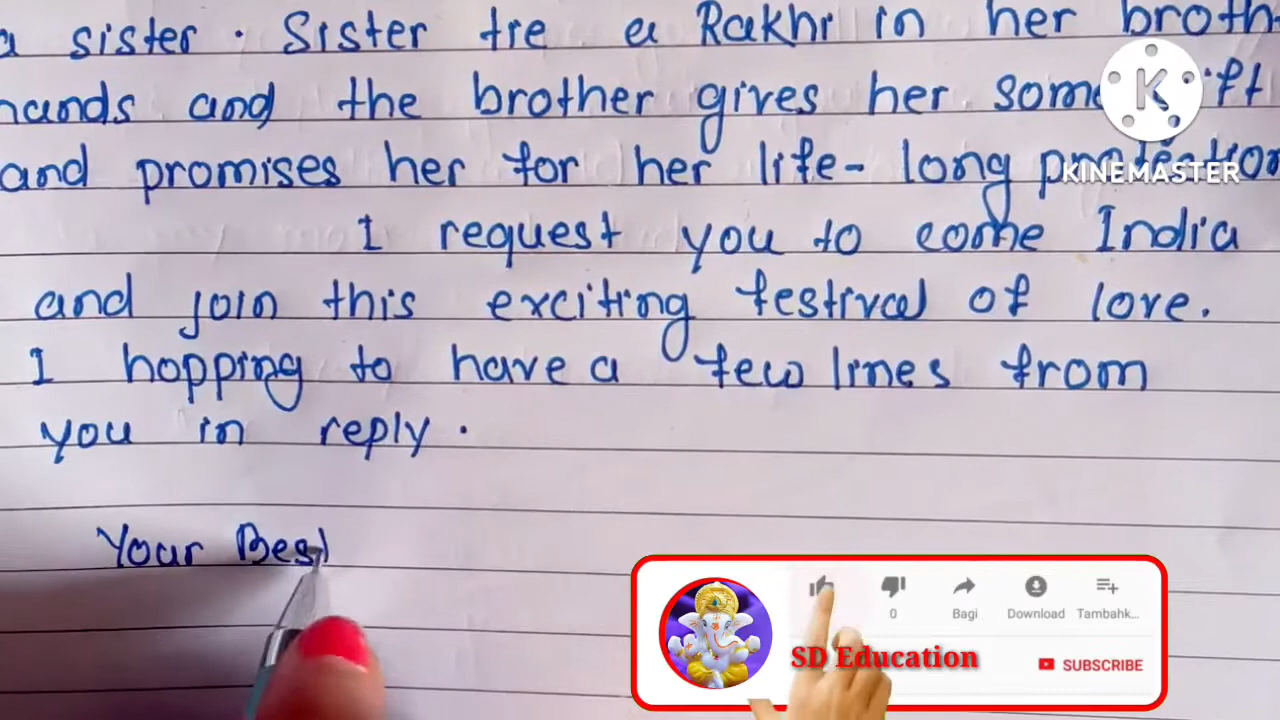 a sister. Sister tie a Rakhi in her broth
hands and the brother gives her some gift
and promises her for her life-long protection
I request you to come India
and join this exciting festival of love.
I hopping to have a few lines from
you in reply.
Your Best
K
KINEMASTER
0
Bagi
Download
Tambahk...
SD Education
SUBSCRIBE